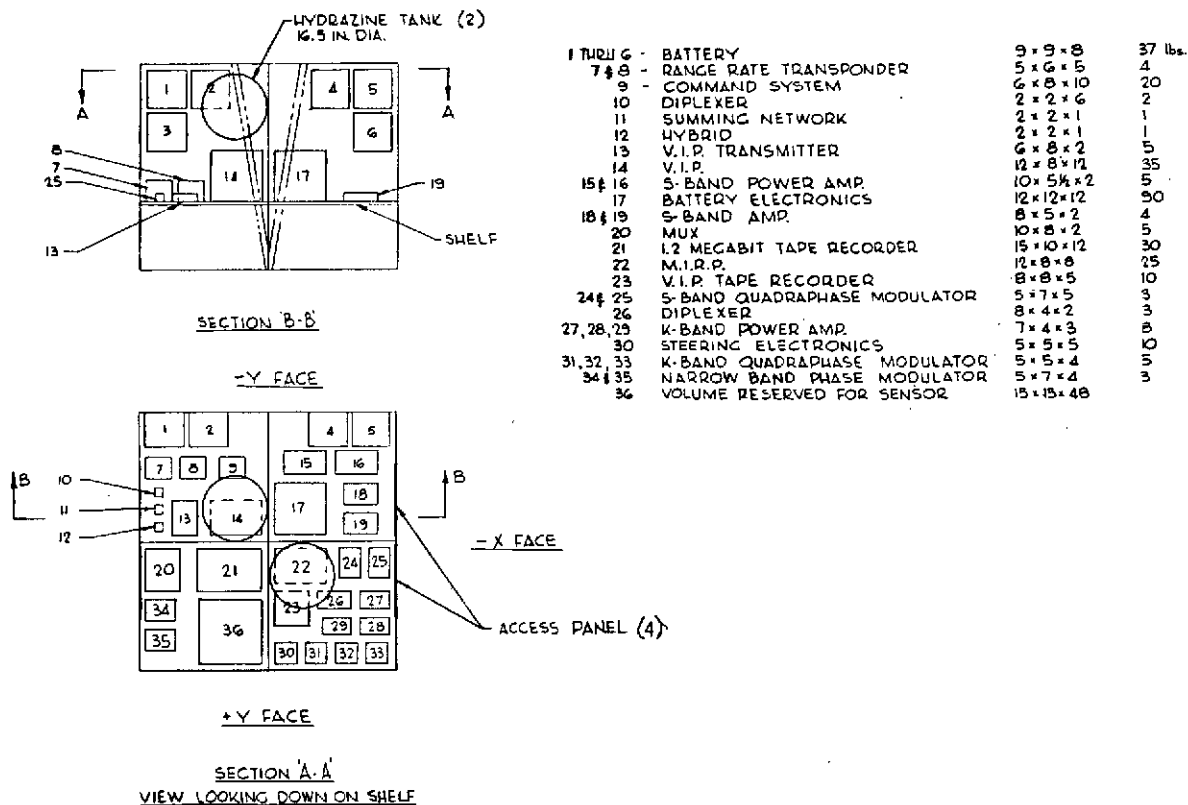 HYDRAZINE TANK (2)
16.5 IN. DIA.
A A
1 2 4 5
3 6
8
7
25
14 17
19
13
SHELF
SECTION 'B-B'
1 THRU 6 - BATTERY 9 x 9 x 8 37 lbs.
7 & 8 - RANGE RATE TRANSPONDER 5 x 6 x 5 4
9 - COMMAND SYSTEM 6 x 8 x 10 20
10 DIPLEXER 2 x 2 x 6 2
11 SUMMING NETWORK 2 x 2 x 1 1
12 HYBRID 2 x 2 x 1 1
13 V.I.P. TRANSMITTER 6 x 8 x 2 5
14 V.I.P. 12 x 8 x 12 35
15 & 16 S-BAND POWER AMP. 10 x 5½ x 2 5
17 BATTERY ELECTRONICS 12 x 12 x 12
18 & 19 S-BAND AMP. 8 x 5 x 2 4
20 MUX 10 x 8 x 2 5
21 1.2 MEGABIT TAPE RECORDER 15 x 10 x 12 30
22 M.I.R.P. 12 x 8 x 8 25
23 V.I.P. TAPE RECORDER 8 x 8 x 5 10
24 & 25 S-BAND QUADRAPHASE MODULATOR 5 x 7 x 5 3
26 DIPLEXER 8 x 4 x 2 3
27, 28, 29 K-BAND POWER AMP. 7 x 4 x 3 8
30 STEERING ELECTRONICS 5 x 5 x 5 10
31, 32, 33 K-BAND QUADRAPHASE MODULATOR 5 x 5 x 4 5
34 & 35 NARROW BAND PHASE MODULATOR 5 x 7 x 4 3
36 VOLUME RESERVED FOR SENSOR 15 x 15 x 48
-Y FACE
1 2 4 5
7 8 9 15 16
B B
10
11
12
13 14 17 18
19
- X FACE
20 21 22 24 25
34 36 23 26 27
35 29 28
30 31 32 33
ACCESS PANEL (4)
+Y FACE
SECTION 'A-A'
VIEW LOOKING DOWN ON SHELF